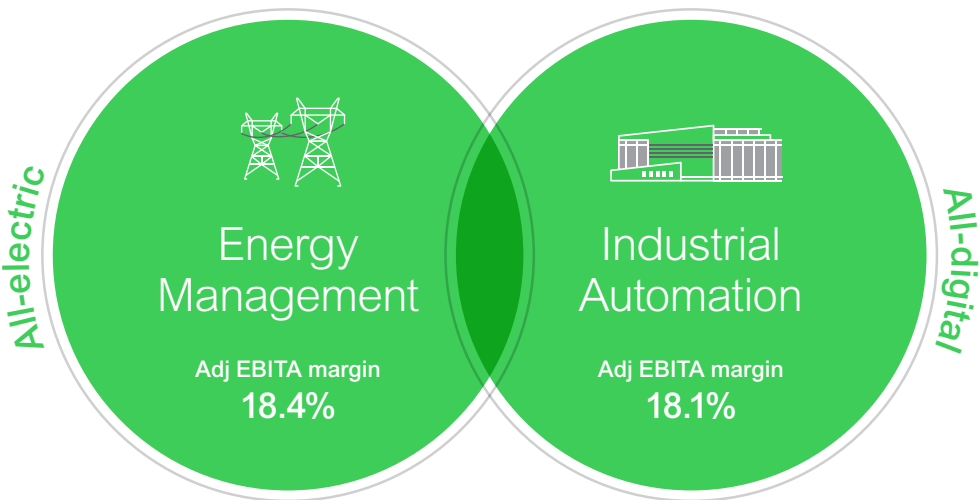 All-electric
Energy
Management
Adj EBITA margin
18.4%
Industrial
Automation
Adj EBITA margin
18.1%
All-digital